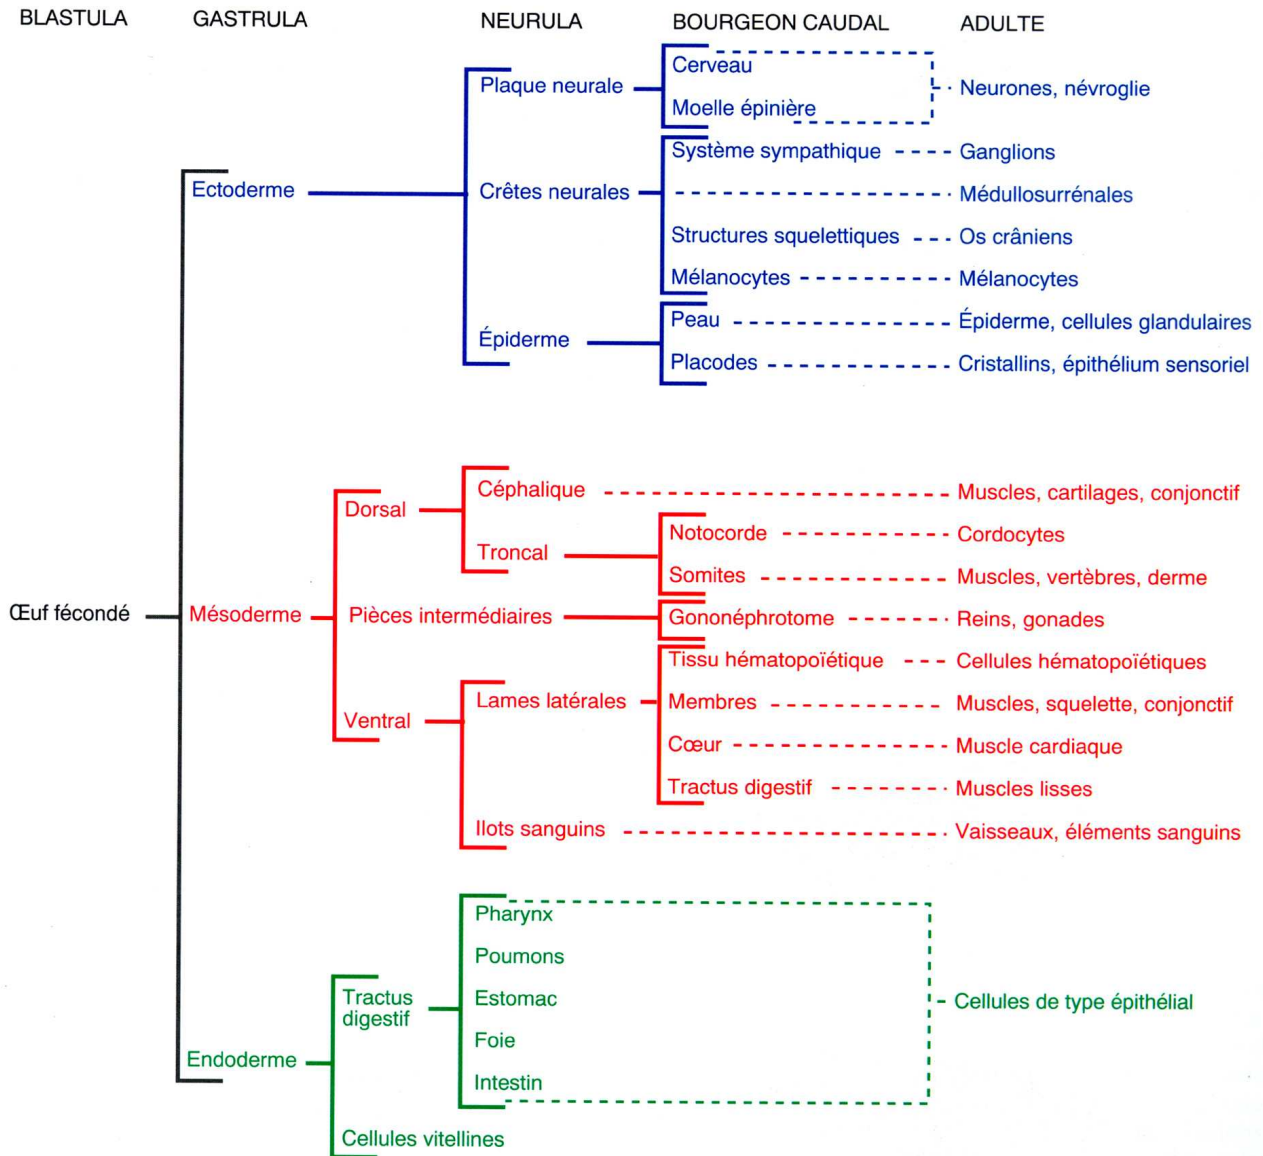 BLASTULA GASTRULA NEURULA BOURGEON CAUDAL ADULTE
Cerveau
Plaque neurale
Neurones, névroglie
Moelle épinière
Système sympathique Ganglions
Ectoderme
Crêtes neurales
Médullosurrénales
Structures squelettiques Os crâniens
Mélanocytes Mélanocytes
Peau Épiderme, cellules glandulaires
Épiderme
Placodes Cristallins, épithélium sensoriel
Céphalique Muscles, cartilages, conjonctif
Dorsal
Notocorde Cordocytes
Troncal
Somites Muscles, vertèbres, derme
Œuf fécondé Mésoderme Pièces intermédiaires Gononéphrotome Reins, gonades
Tissu hématopoïétique Cellules hématopoïétiques
Lames latérales Membres Muscles, squelette, conjonctif
Ventral
Cœur Muscle cardiaque
Tractus digestif Muscles lisses
Ilots sanguins Vaisseaux, éléments sanguins
Pharynx
Poumons
Tractus
digestif
Estomac
Cellules de type épithélial
Foie
Endoderme
Intestin
Cellules vitellines